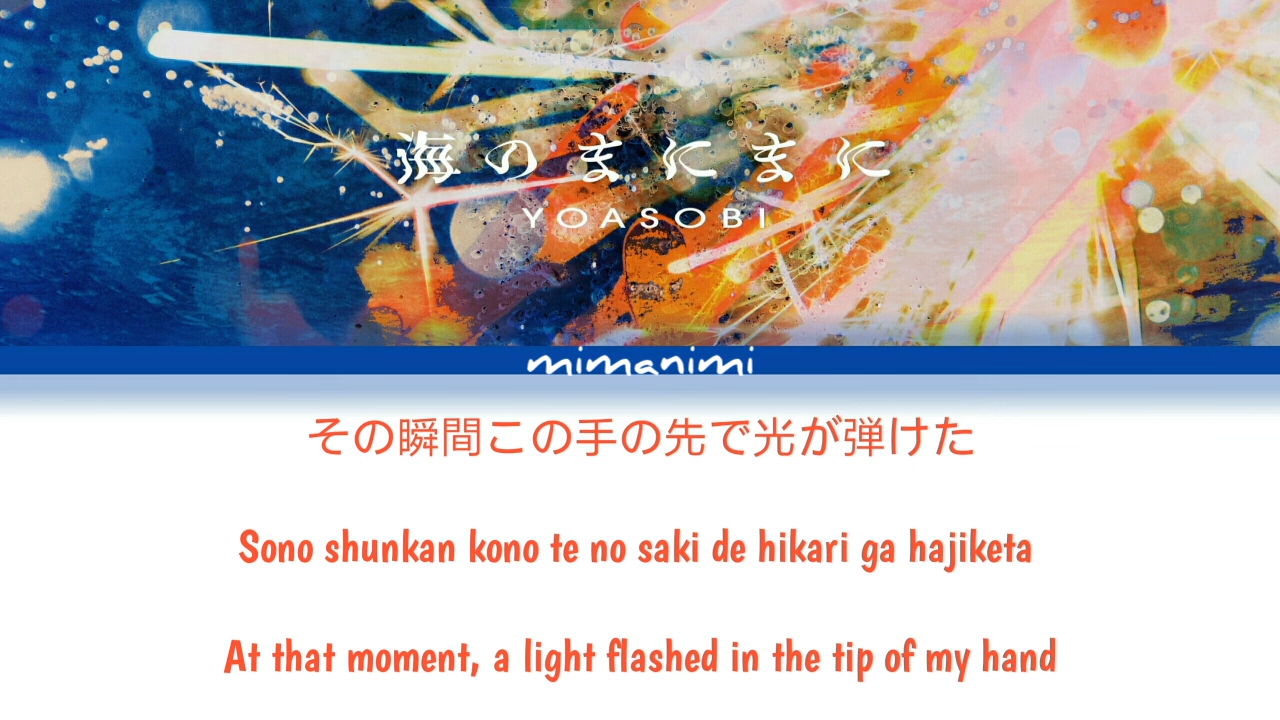 海のまにまに
YOASOBI
mimanimi
その瞬間この手の先で光が弾けた
Sono shunkan kono te no saki de hikari ga hajiketa
At that moment, a light flashed in the tip of my hand